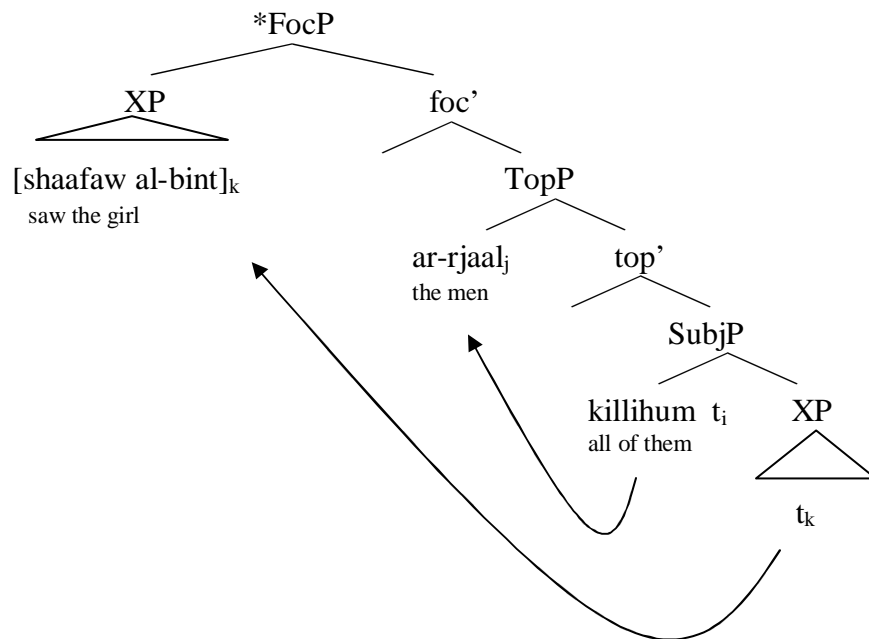 *FocP
XP foc’
[shaafaw al-bint]k TopP
saw the girl
ar-rjaalj top’
the men
SubjP
killihum ti XP
all of them
tk